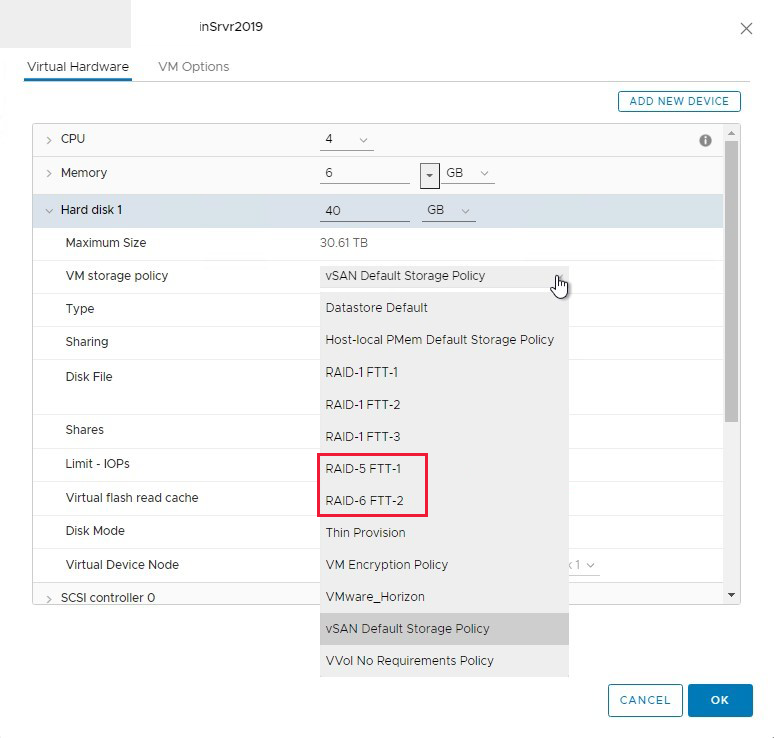 inSrvr2019
Virtual Hardware VM Options
ADD NEW DEVICE
CPU 4
Memory 6 GB
Hard disk 1 40 GB
Maximum Size 30.61 TB
VM storage policy vSAN Default Storage Policy
Type Datastore Default
Sharing Host-local PMem Default Storage Policy
Disk File RAID-1 FTT-1
RAID-1 FTT-2
Shares RAID-1 FTT-3
Limit - IOPs RAID-5 FTT-1
Virtual flash read cache RAID-6 FTT-2
Disk Mode Thin Provision
Virtual Device Node VM Encryption Policy 1
SCSI controller 0 VMware_Horizon
vSAN Default Storage Policy
VVol No Requirements Policy
CANCEL OK